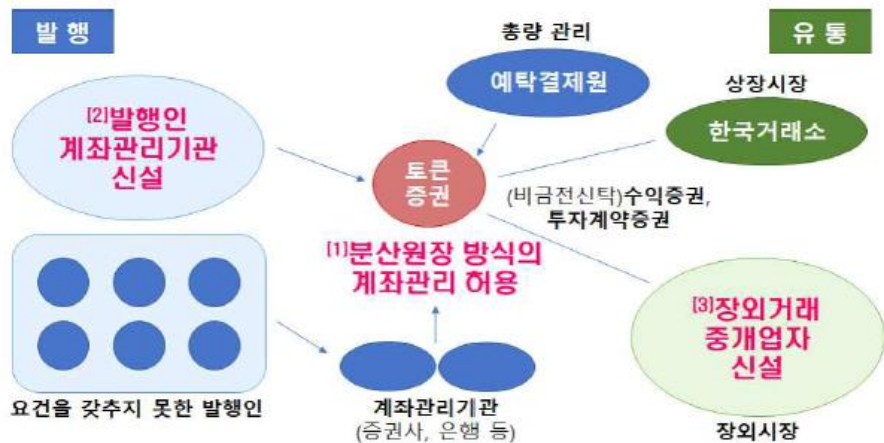 발 행
총량 관리
유 통
예탁결제원
상장시장
한국거래소
[2]발행인
계좌관리기관
신설
토큰
증권
(비금전신탁)수익증권,
투자계약증권
[1]분산원장 방식의
계좌관리 허용
[3]장외거래
중개업자
신설
요건을 갖추지 못한 발행인
계좌관리기관
(증권사, 은행 등)
장외시장